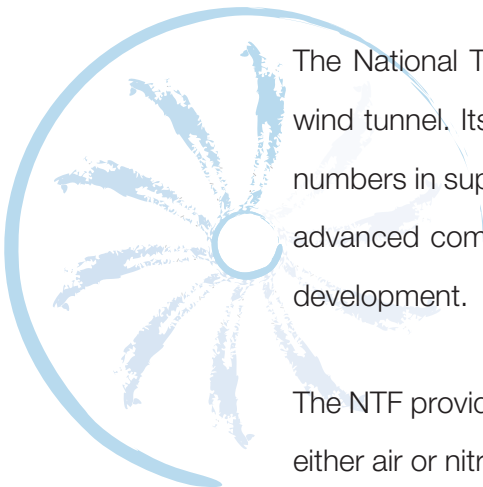 The National T
wind tunnel. Its
numbers in sup
advanced com
development.
The NTF provid
either air or nitr